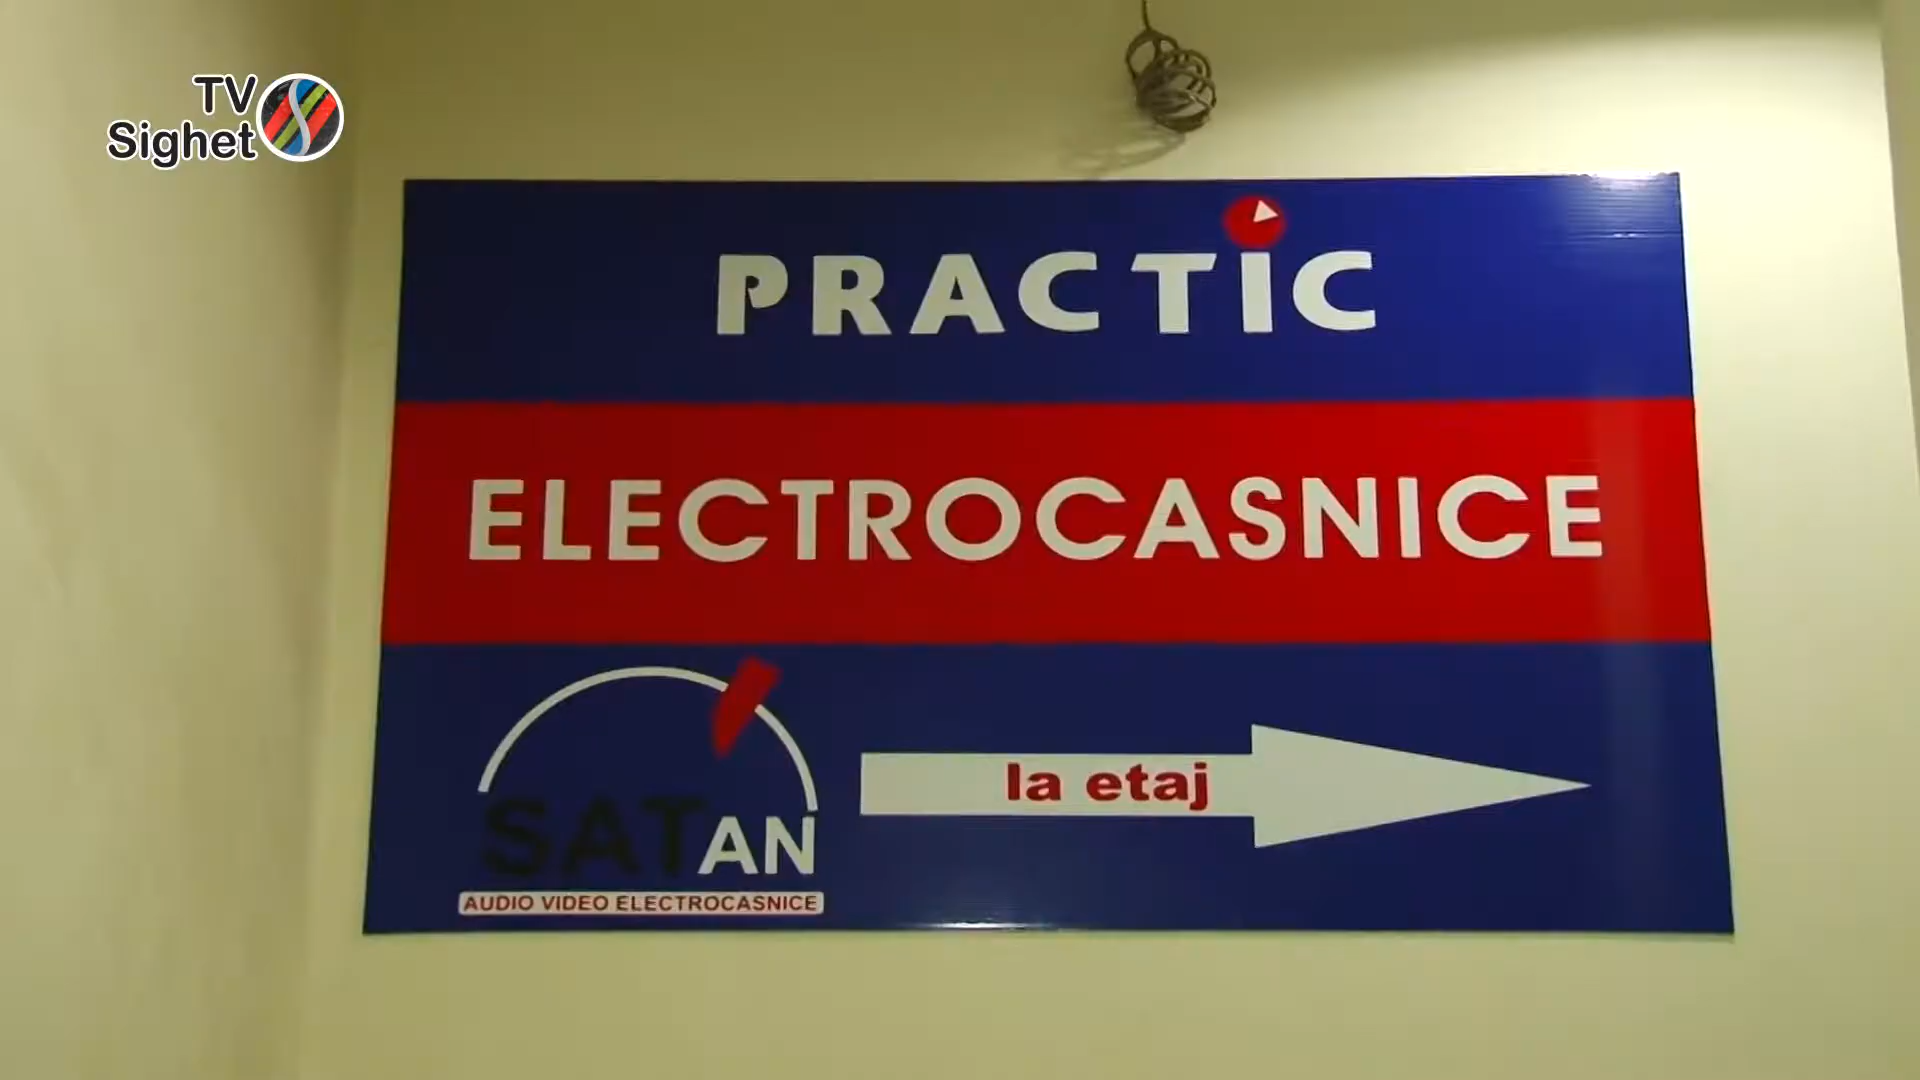 TV
Sighet
PRACTIC
ELECTROCASNICE
SATAN
la etaj
AUDIO VIDEO ELECTROCASNICE